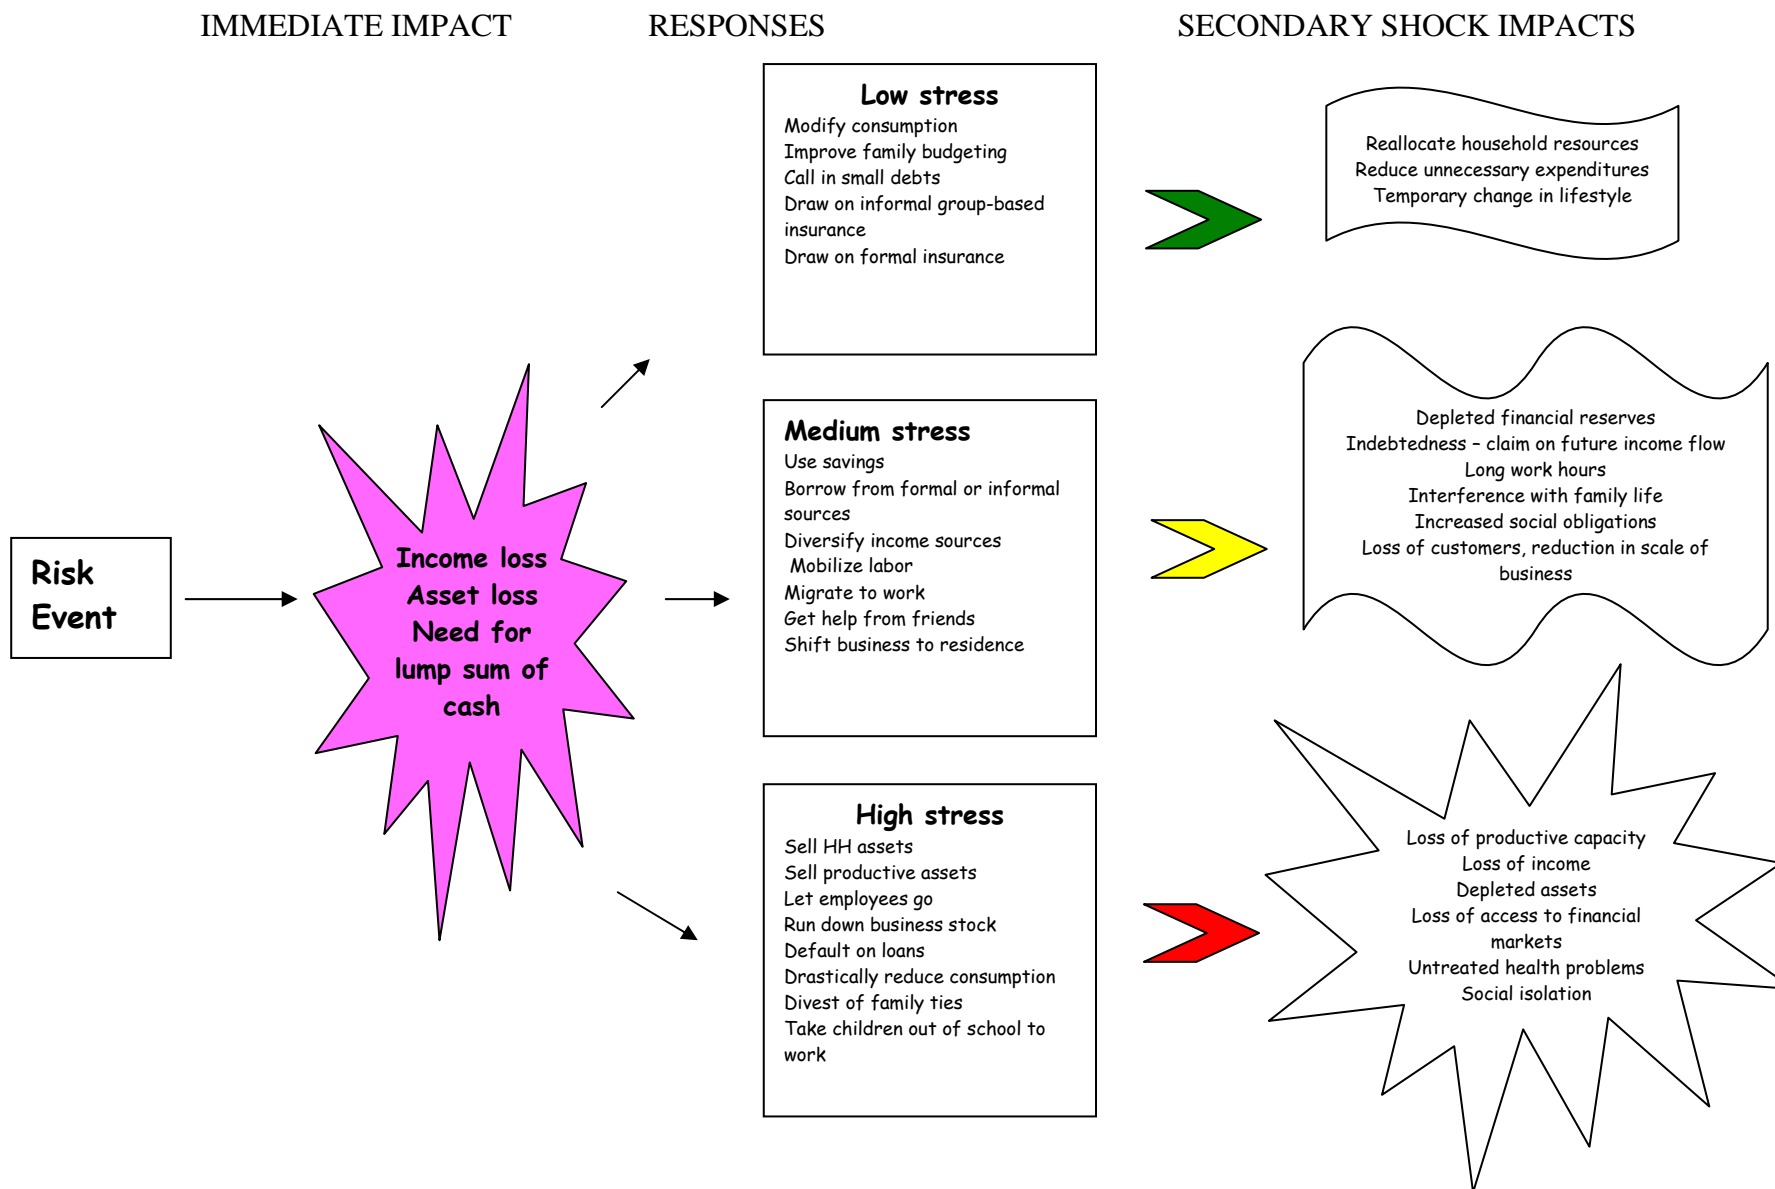 IMMEDIATE IMPACT
RESPONSES
SECONDARY SHOCK IMPACTS
Risk
Event
Income loss
Asset loss
Need for
lump sum of
cash
Low stress
Modify consumption
Improve family budgeting
Call in small debts
Draw on informal group-based
insurance
Draw on formal insurance
Reallocate household resources
Reduce unnecessary expenditures
Temporary change in lifestyle
Medium stress
Use savings
Borrow from formal or informal
sources
Diversify income sources
Mobilize labor
Migrate to work
Get help from friends
Shift business to residence
Depleted financial reserves
Indebtedness – claim on future income flow
Long work hours
Interference with family life
Increased social obligations
Loss of customers, reduction in scale of
business
High stress
Sell HH assets
Sell productive assets
Let employees go
Run down business stock
Default on loans
Drastically reduce consumption
Divest of family ties
Take children out of school to
work
Loss of productive capacity
Loss of income
Depleted assets
Loss of access to financial
markets
Untreated health problems
Social isolation